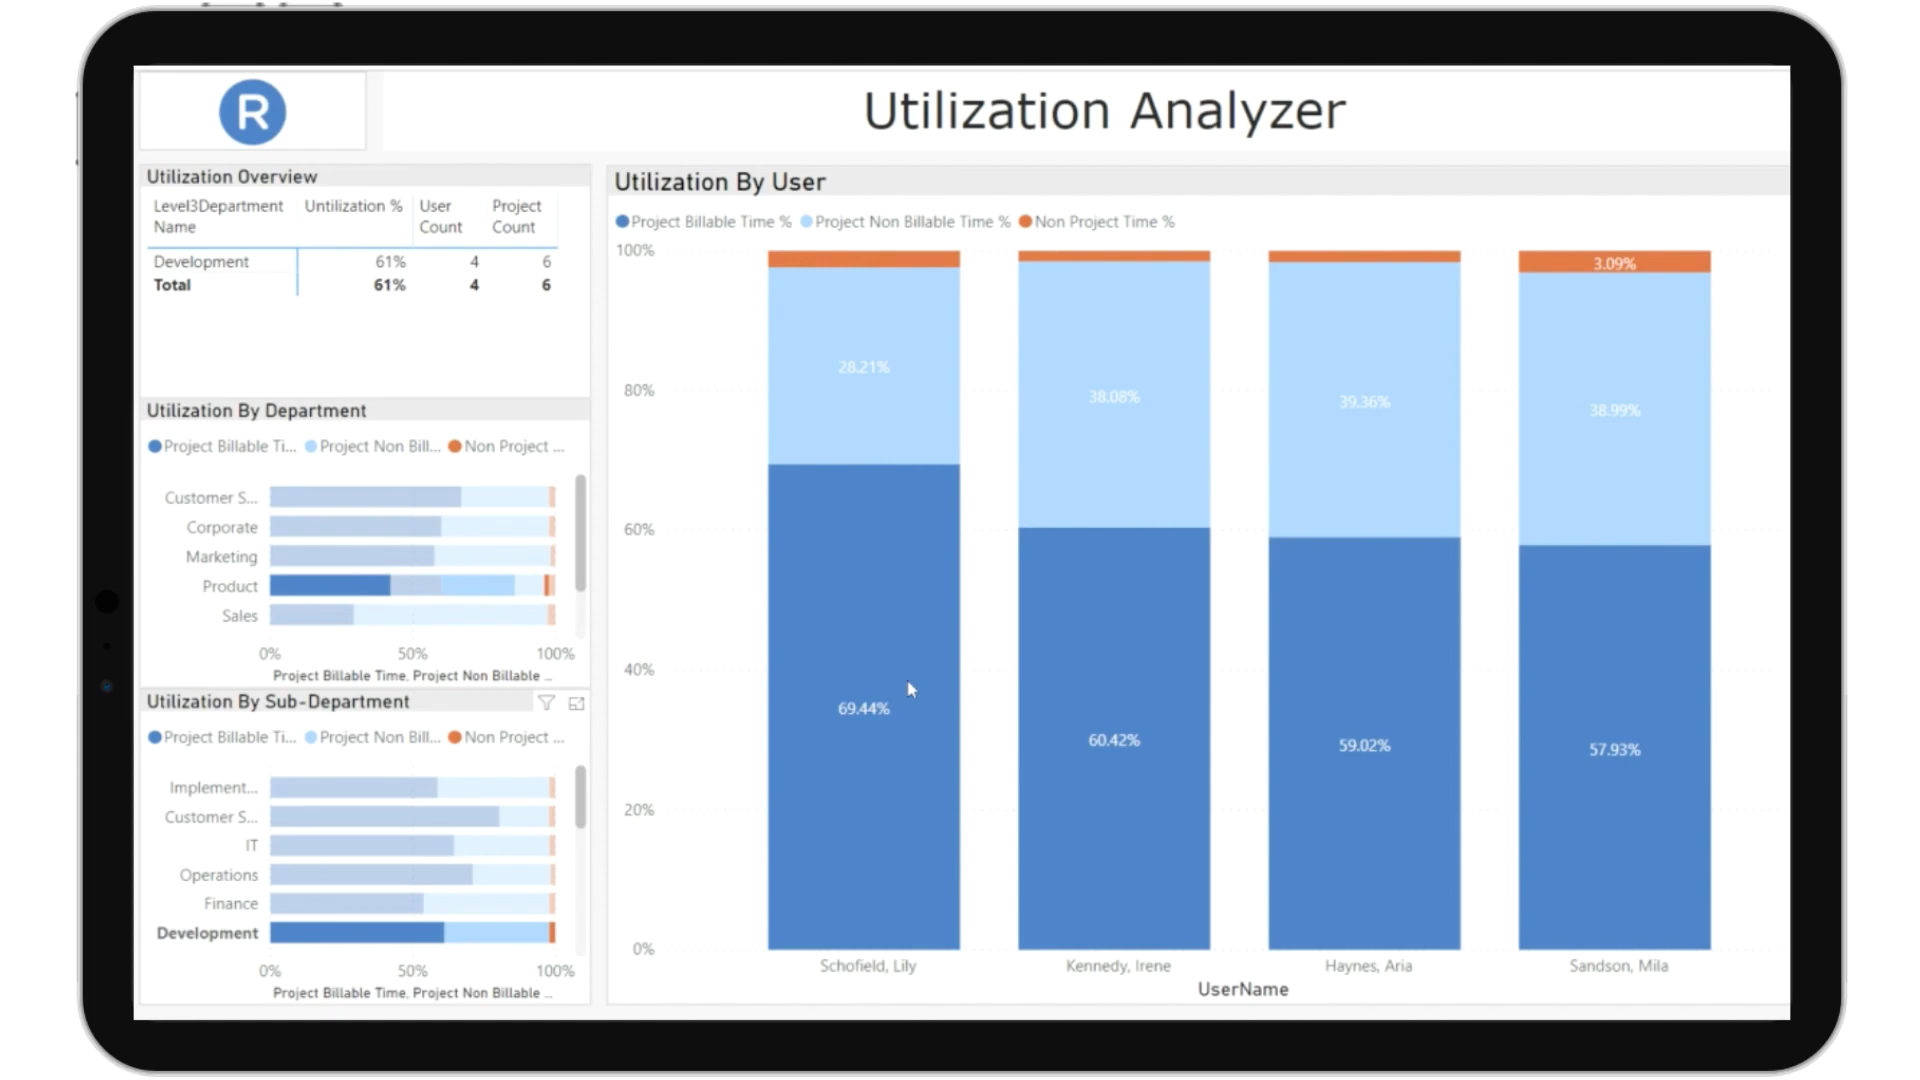 R
Utilization Analyzer
Utilization Overview
Level3Department Name Untilization % User Count Project Count
Development 61% 4 6
Total 61% 4 6
Utilization By Department
Project Billable Ti... Project Non Bill... Non Project ...
Customer S...
Corporate
Marketing
Product
Sales
0% 50% 100%
Project Billable Time, Project Non Billable ...
Utilization By Sub-Department
Project Billable Ti... Project Non Bill... Non Project ...
Implement...
Customer S...
IT
Operations
Finance
Development
0% 50% 100%
Project Billable Time, Project Non Billable ...
Utilization By User
Project Billable Time % Project Non Billable Time % Non Project Time %
100%
3.09%
28.21% 38.08% 39.36% 38.99%
80%
60%
40%
69.44% 60.42% 59.02% 57.93%
20%
0%
Schofield, Lily Kennedy, Irene Haynes, Aria Sandson, Mila
UserName